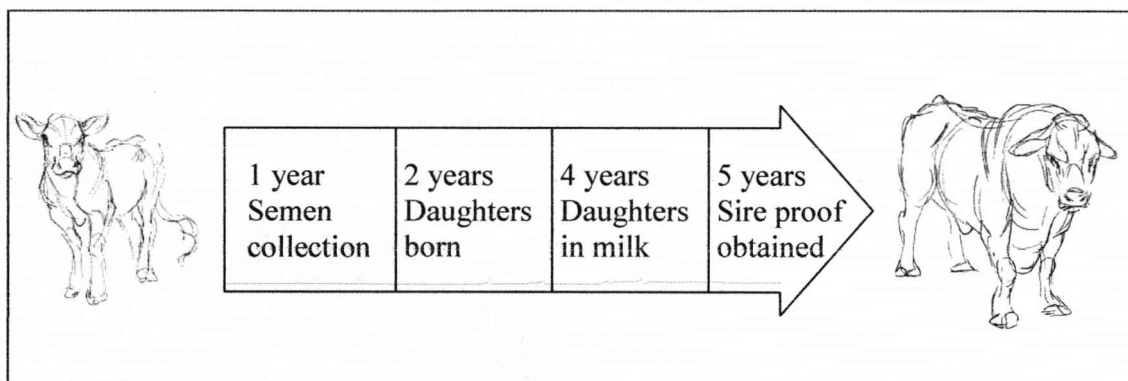 1 year
Semen
collection
2 years
Daughters
born
4 years
Daughters
in milk
5 years
Sire proof
obtained